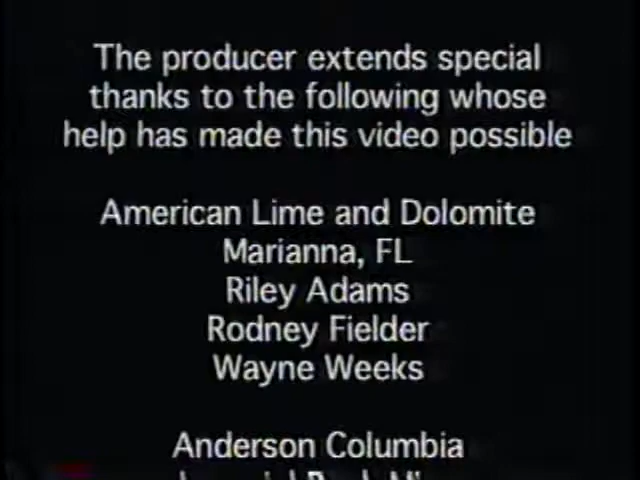 The producer extends special
thanks to the following whose
help has made this video possible
American Lime and Dolomite
Marianna, FL
Riley Adams
Rodney Fielder
Wayne Weeks
Anderson Columbia